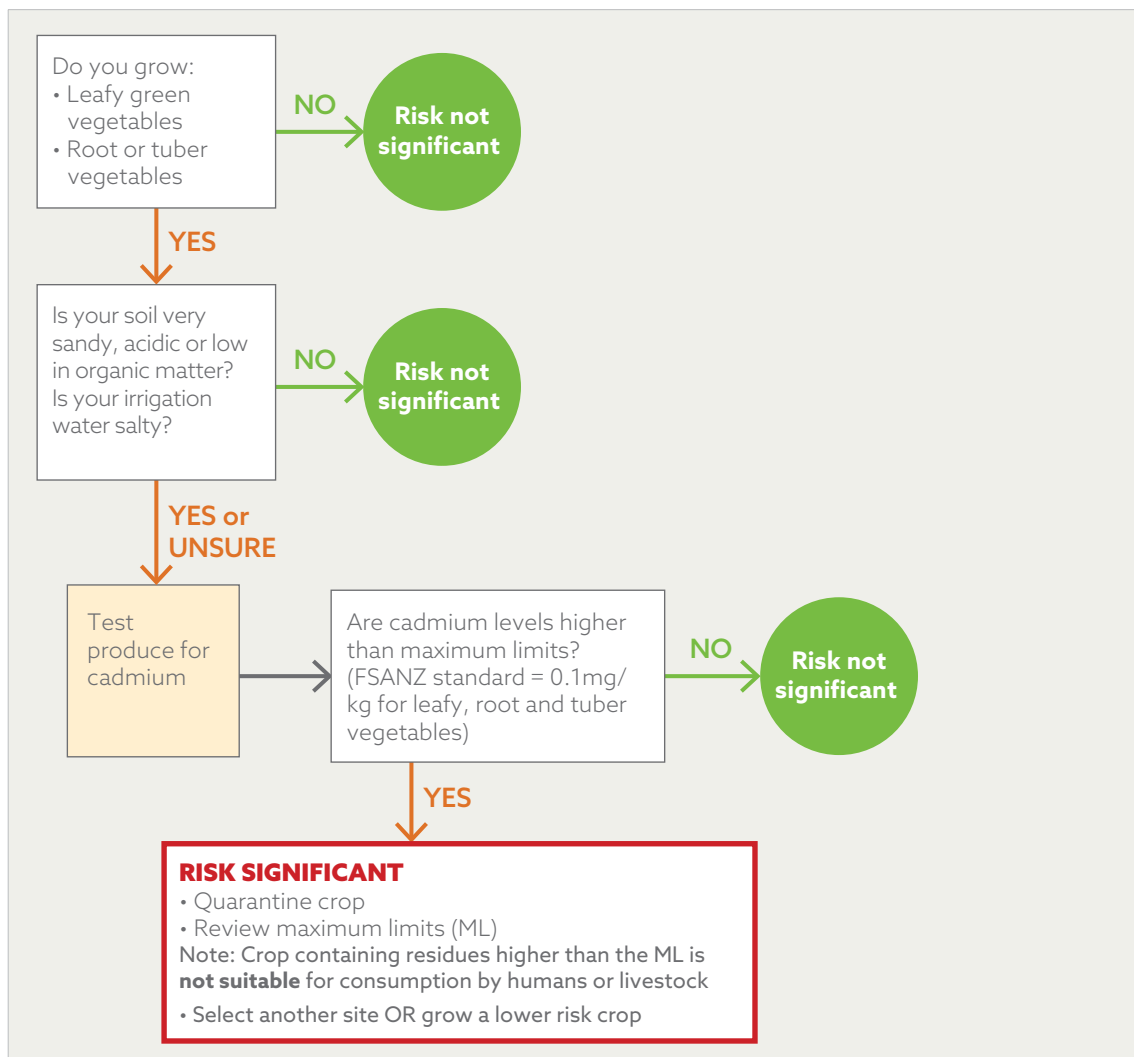 Do you grow:
• Leafy green
vegetables
• Root or tuber
vegetables
NO
Risk not
significant
YES
Is your soil very
sandy, acidic or low
in organic matter?
Is your irrigation
water salty?
NO
Risk not
significant
YES or
UNSURE
Test
produce for
cadmium
Are cadmium levels higher
than maximum limits?
(FSANZ standard = 0.1mg/
kg for leafy, root and tuber
vegetables)
NO
Risk not
significant
YES
RISK SIGNIFICANT
• Quarantine crop
• Review maximum limits (ML)
Note: Crop containing residues higher than the ML is
not suitable for consumption by humans or livestock
• Select another site OR grow a lower risk crop